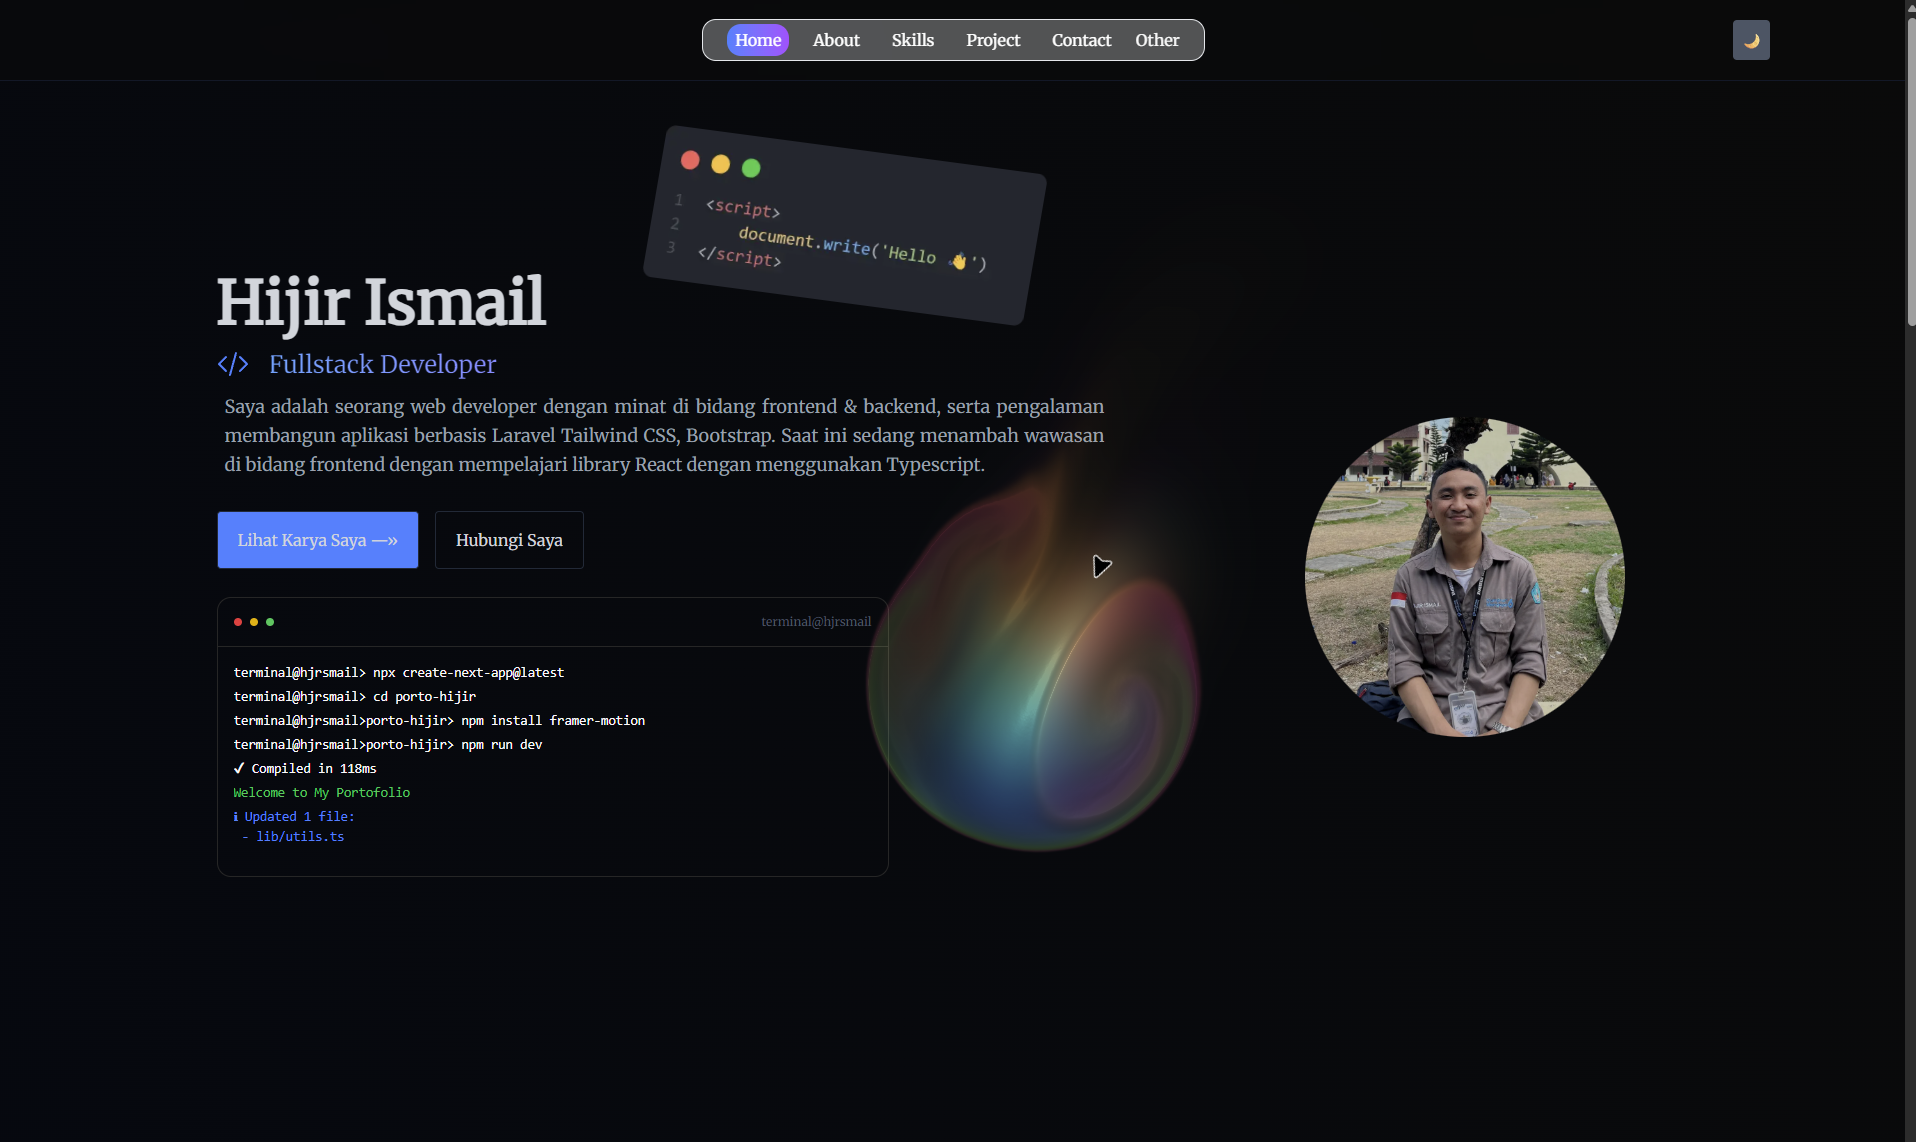 Home About Skills Project Contact Other
1 <script>
2 document.write('Hello 👋')
3 </script>
Hijir Ismail
</> Fullstack Developer
Saya adalah seorang web developer dengan minat di bidang frontend & backend, serta pengalaman
membangun aplikasi berbasis Laravel Tailwind CSS, Bootstrap. Saat ini sedang menambah wawasan
di bidang frontend dengan mempelajari library React dengan menggunakan Typescript.
Lihat Karya Saya —»
Hubungi Saya
terminal@hjrsmail
terminal@hjrsmail> npx create-next-app@latest
terminal@hjrsmail> cd porto-hijir
terminal@hjrsmail>porto-hijir> npm install framer-motion
terminal@hjrsmail>porto-hijir> npm run dev
✓ Compiled in 118ms
Welcome to My Portofolio
ℹ Updated 1 file:
- lib/utils.ts